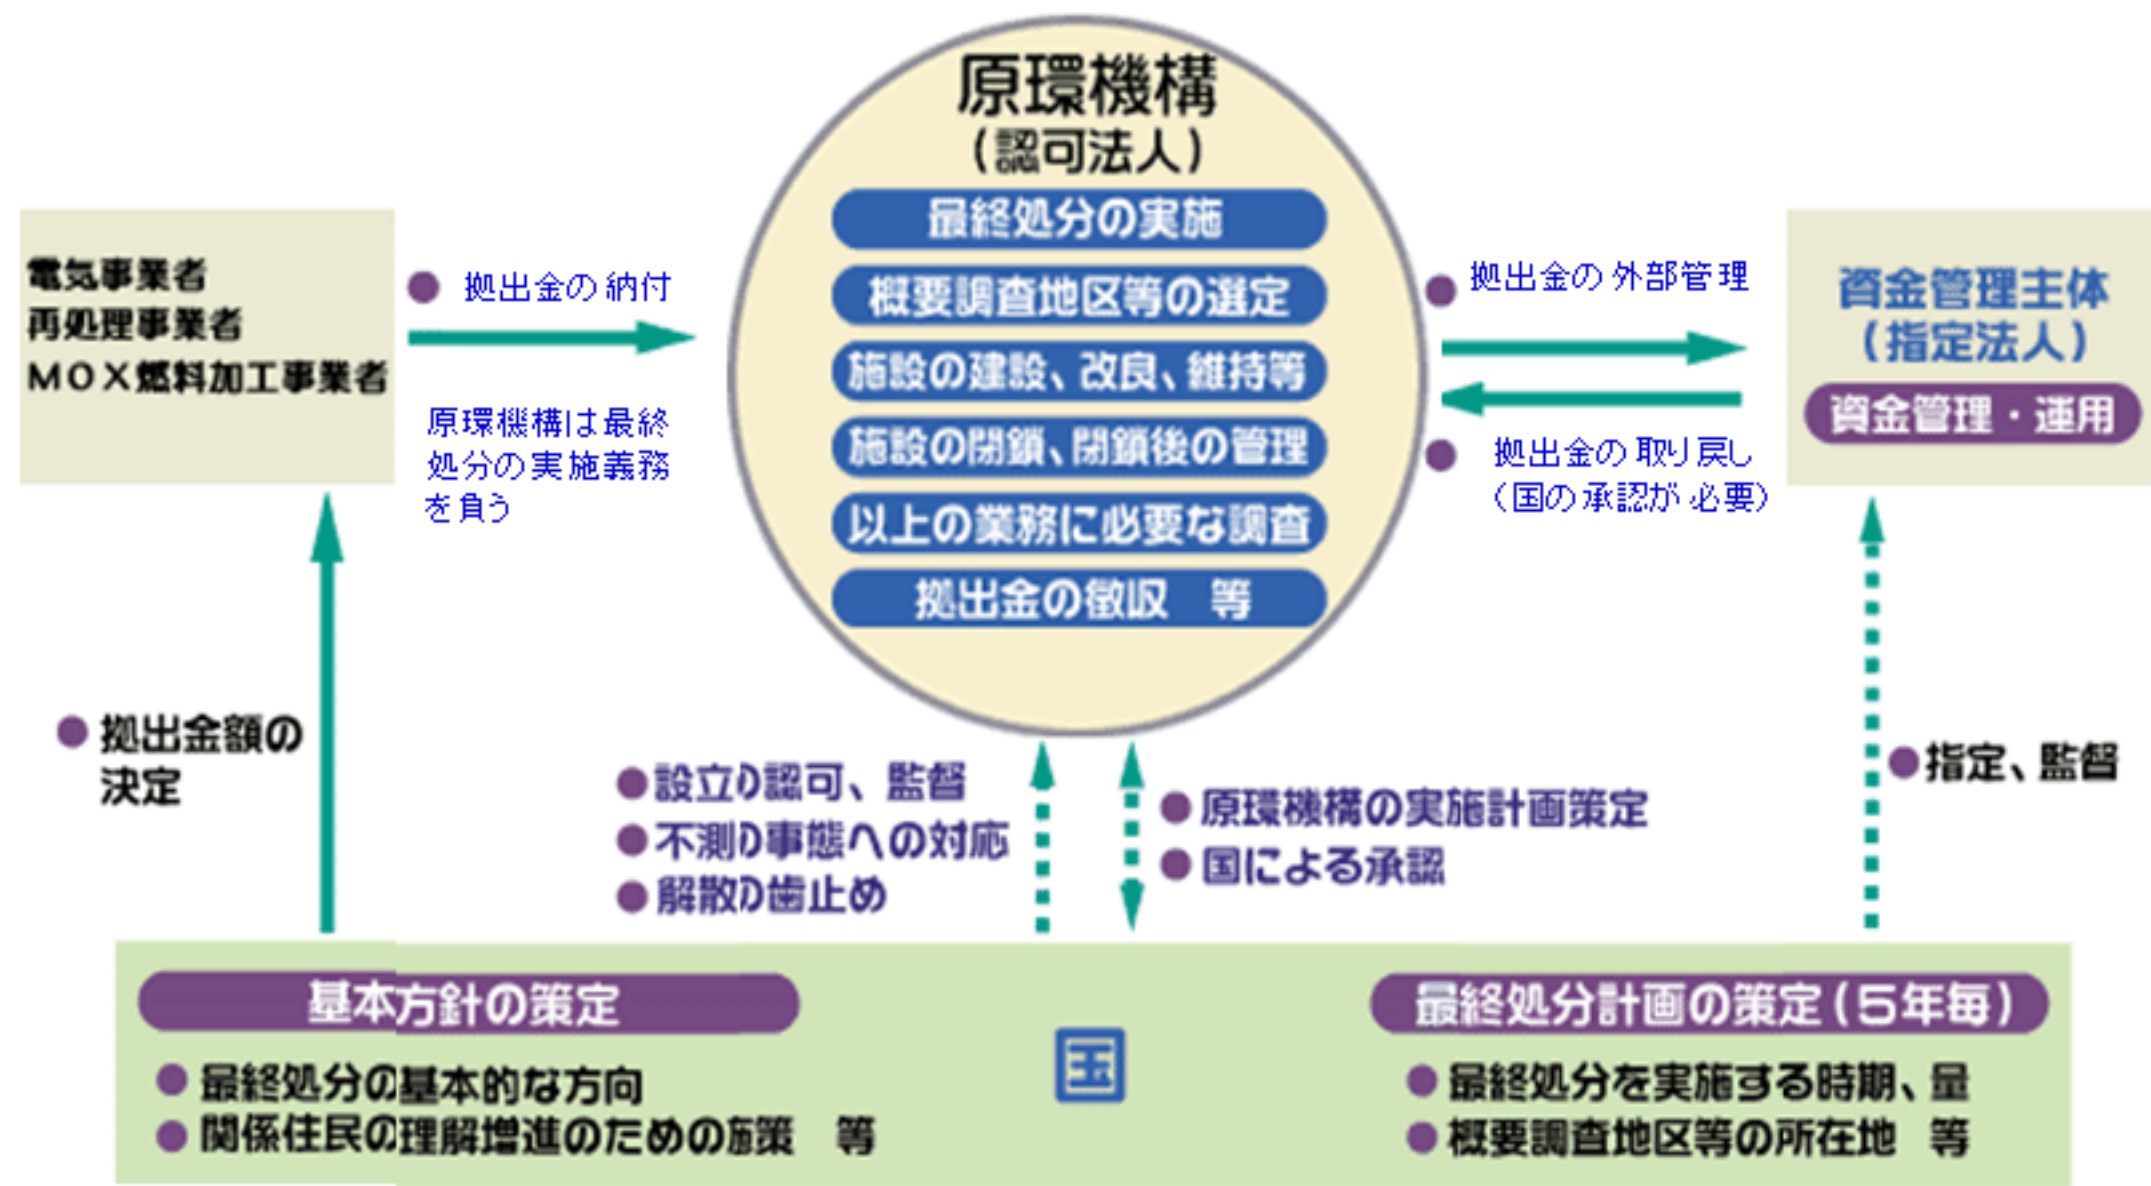 原環機構
（認可法人）
最終処分の実施
概要調査地区等の選定
施設の建設、改良、維持等
施設の閉鎖、閉鎖後の管理
以上の業務に必要な調査
拠出金の徴収　等
電気事業者
再処理事業者
ＭＯＸ燃料加工事業者
● 拠出金の納付
原環機構は最終
処分の実施義務
を負う
● 拠出金の外部管理
● 拠出金の取り戻し
（国の承認が必要）
資金管理主体
（指定法人）
資金管理・運用
● 拠出金額の
決定
●設立の認可、監督
●不測の事態への対応
●解散の歯止め
●原環機構の実施計画策定
●国による承認
●指定、監督
基本方針の策定
●最終処分の基本的な方向
●関係住民の理解増進のための施策　等
国
最終処分計画の策定（５年毎）
●最終処分を実施する時期、量
●概要調査地区等の所在地　等